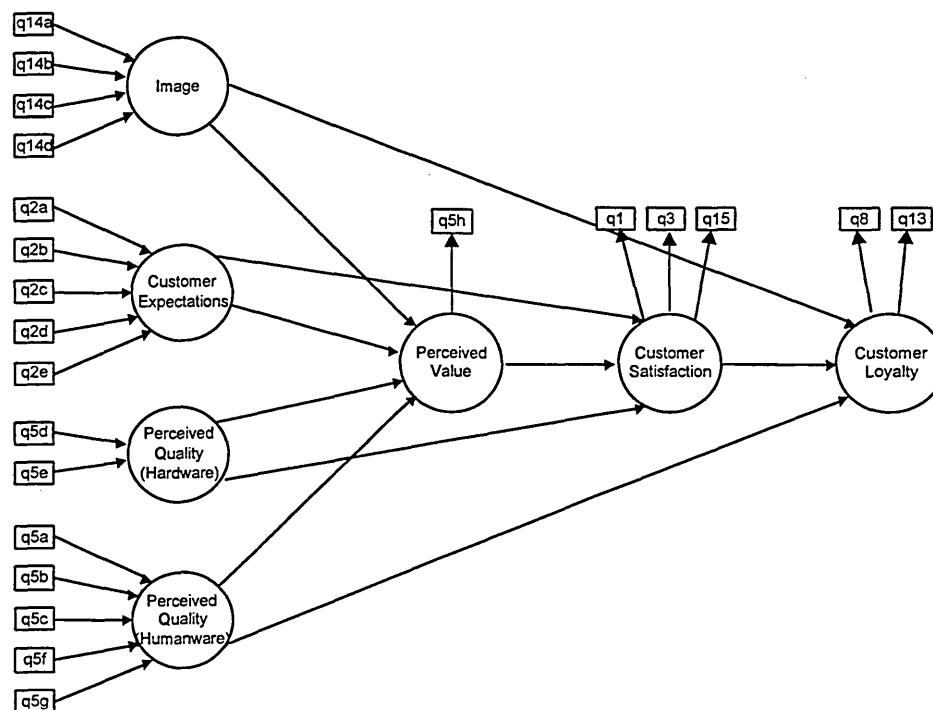 q14a
q14b
q14c
q14d
Image
q2a
q2b
q2c
q2d
q2e
Customer
Expectations
q5d
q5e
Perceived
Quality
(Hardware)
q5a
q5b
q5c
q5f
q5g
Perceived
Quality
(Humanware)
q5h
Perceived
Value
q1
q3
q15
Customer
Satisfaction
q8
q13
Customer
Loyalty